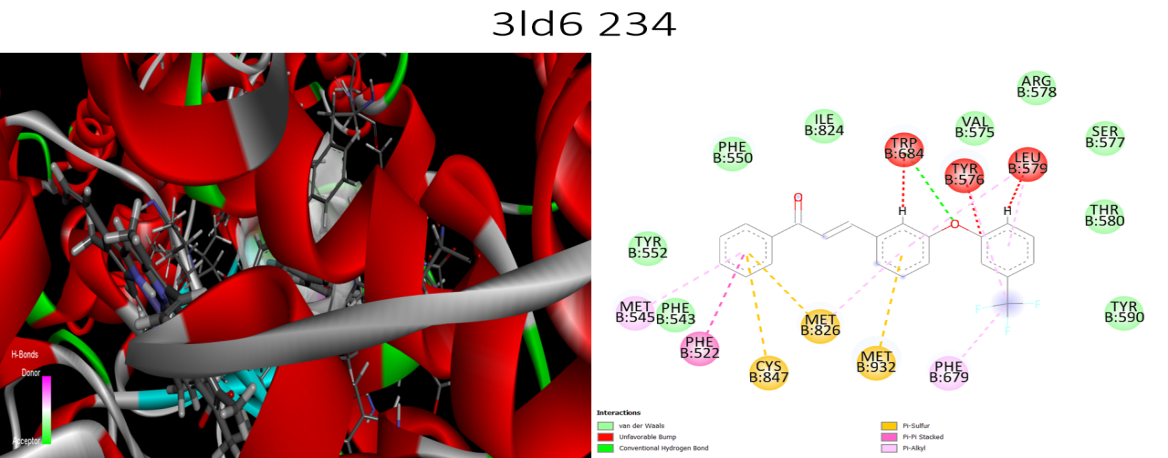 3ld6 234
H-Bonds
Donor
Acceptor
ARG
B:578
ILE
B:824
VAL
B:575
SER
B:577
PHE
B:550
TRP
B:684
TYR
B:576
LEU
B:579
O
H
O
H
THR
B:580
TYR
B:552
MET
B:545
PHE
B:543
PHE
B:522
MET
B:826
CYS
B:847
MET
B:932
PHE
B:679
F
F
F
TYR
B:590
Interactions
van der Waals
Unfavorable Bump
Conventional Hydrogen Bond
Pi-Sulfur
Pi-Pi Stacked
Pi-Alkyl